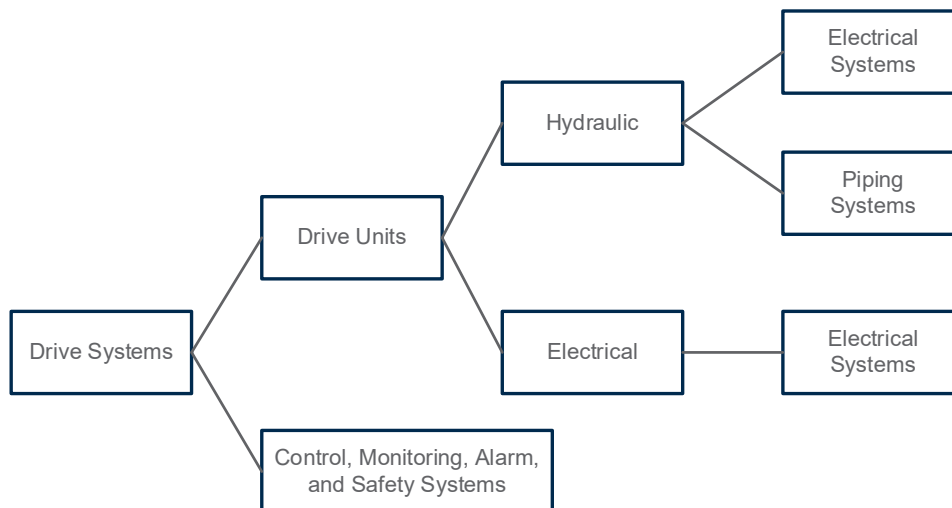 Electrical
Systems
Hydraulic
Piping
Systems
Drive Units
Drive Systems
Electrical
Electrical
Systems
Control, Monitoring, Alarm,
and Safety Systems